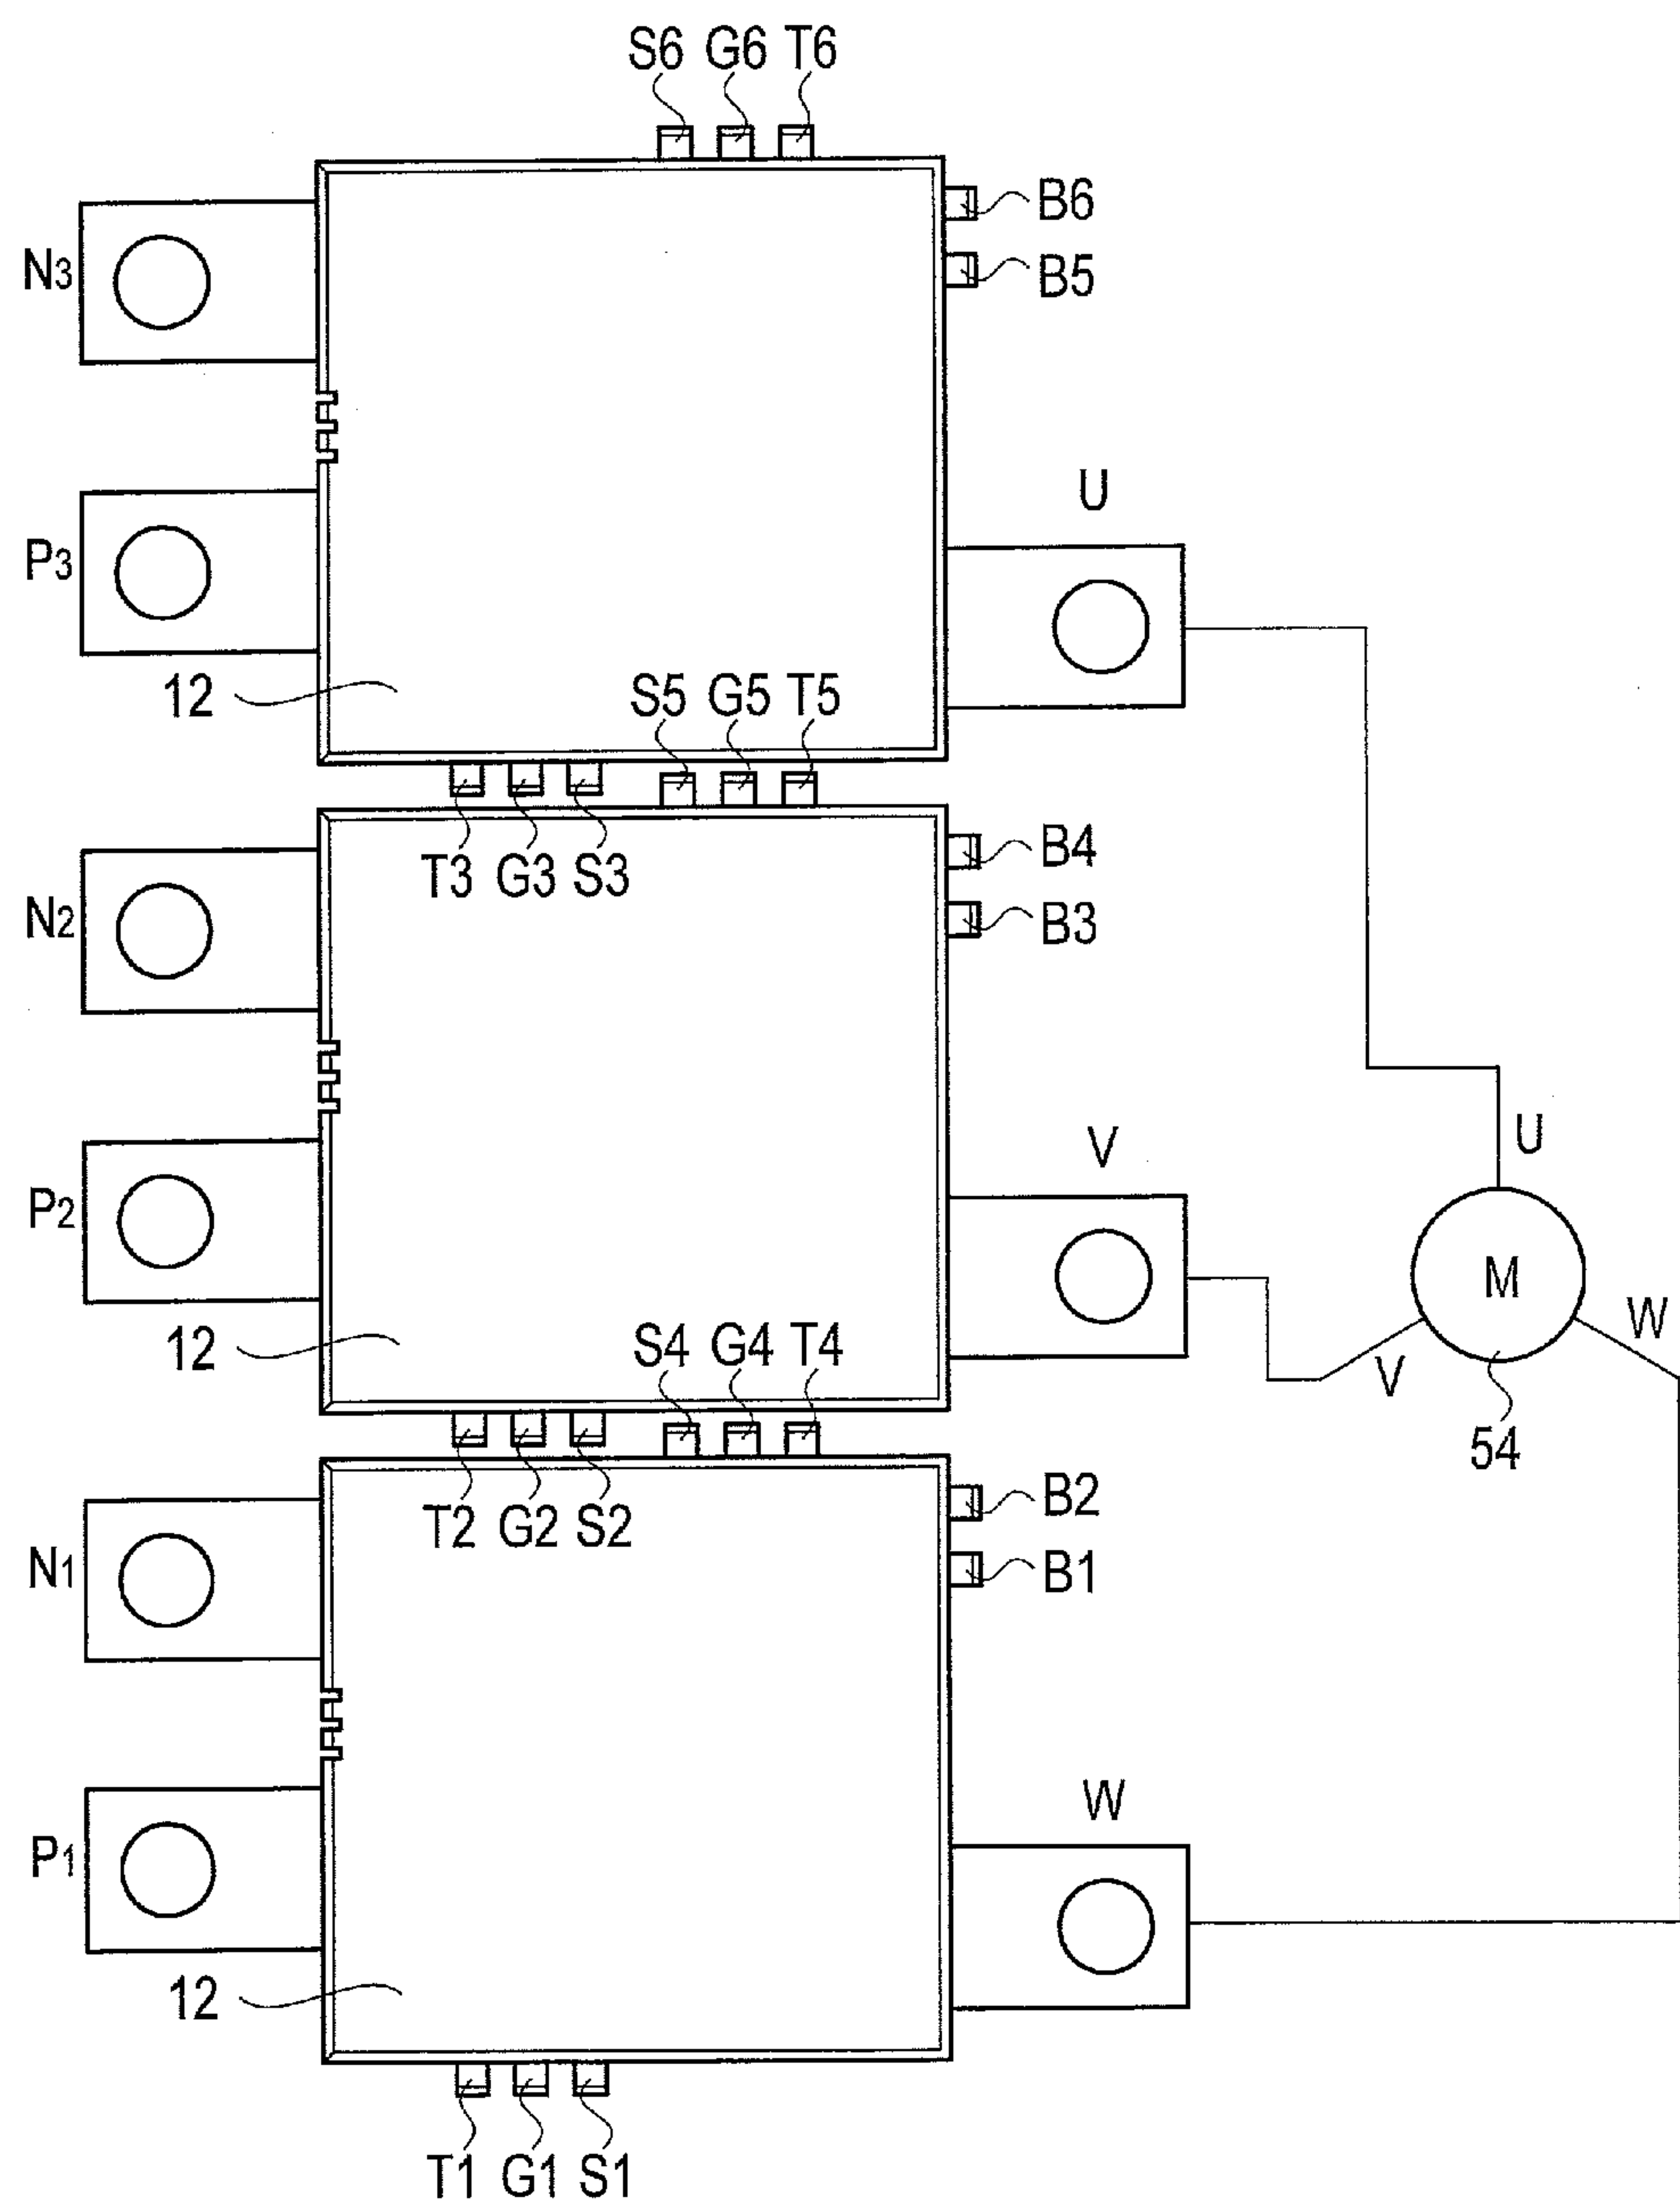 S6 G6 T6
B6
N3
B5
U
P3
12
S5 G5 T5
T3 G3 S3
B4
N2
B3
U
V
P2
M
W
12
S4 G4 T4
V
54
T2 G2 S2
B2
N1
B1
W
P1
12
T1 G1 S1